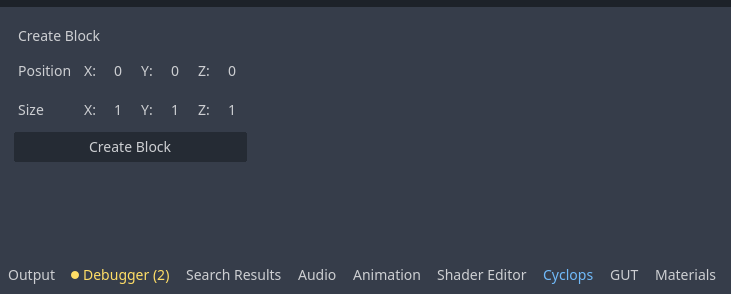 Create Block
Position X: 0 Y: 0 Z: 0
Size X: 1 Y: 1 Z: 1
Create Block
Output Debugger (2) Search Results Audio Animation Shader Editor Cyclops GUT Materials